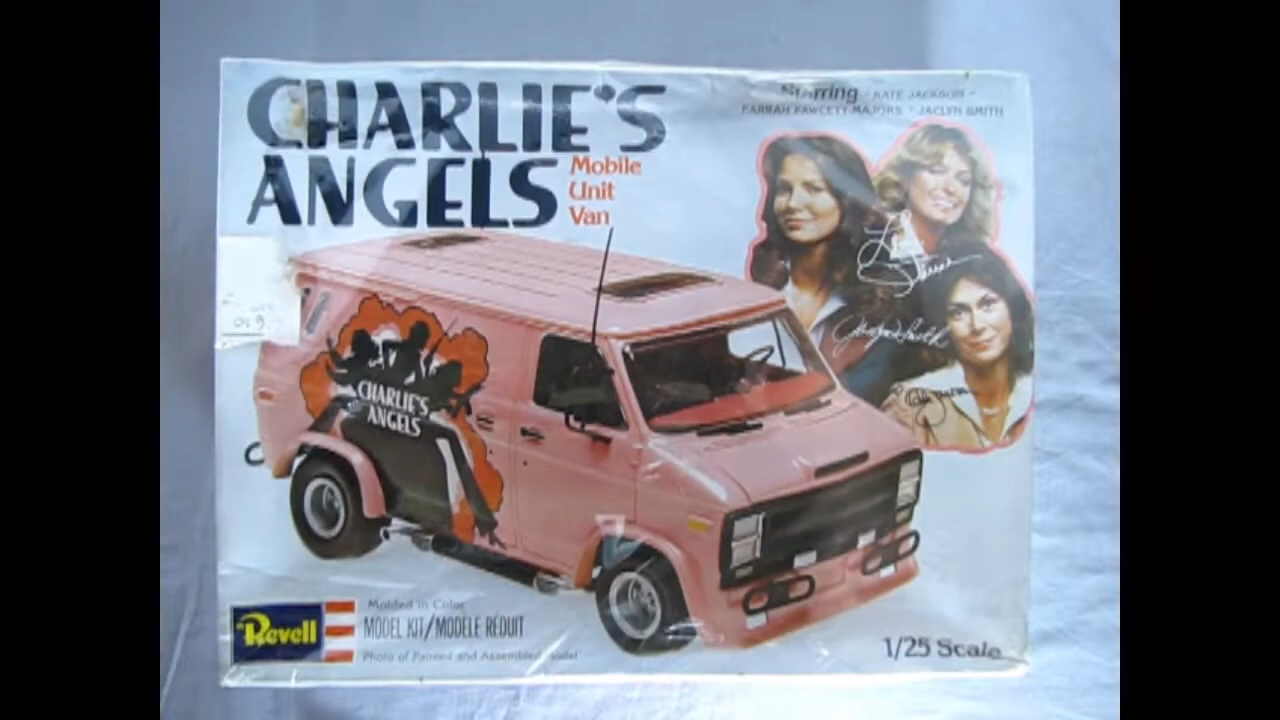 CHARLIE'S
ANGELS
Mobile
Unit
Van
Starring • KATE JACKSON •
FARRAH FAWCETT-MAJORS • JACLYN SMITH
CHARLIE'S
ANGELS
Revell
Molded in Color
MODEL KIT/MODELE RÉDUIT
Photo of Painted and Assembled Model
1/25 Scale